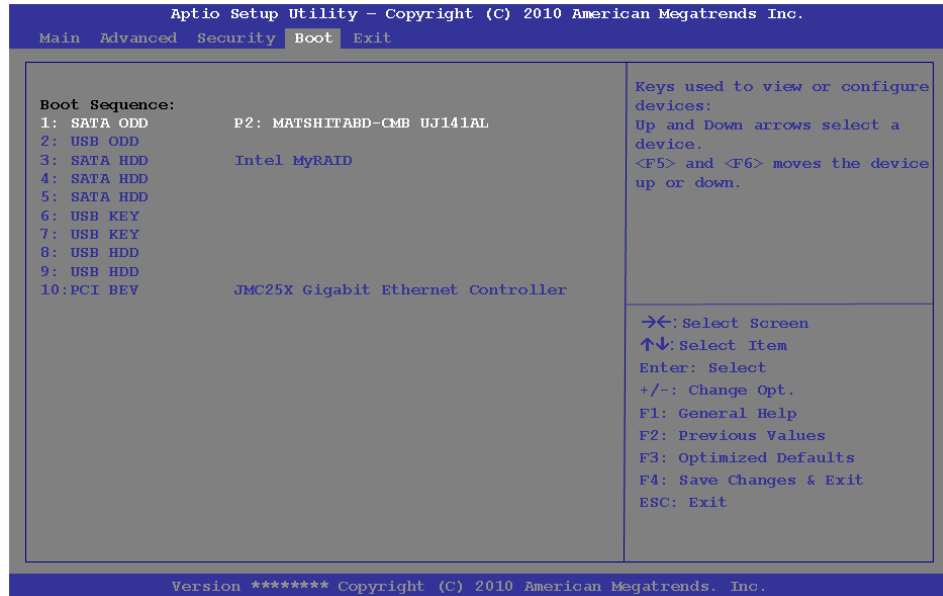 Aptio Setup Utility – Copyright (C) 2010 American Megatrends Inc.
Main Advanced Security Boot Exit
Boot Sequence:
1: SATA ODD P2: MATSHITABD-CMB UJ141AL
2: USB ODD
3: SATA HDD Intel MyRAID
4: SATA HDD
5: SATA HDD
6: USB KEY
7: USB KEY
8: USB HDD
9: USB HDD
10:PCI BEV JMC25X Gigabit Ethernet Controller
Keys used to view or configure
devices:
Up and Down arrows select a
device.
<F5> and <F6> moves the device
up or down.
→←:Select Screen
↑↓:Select Item
Enter: Select
+/-: Change Opt.
F1: General Help
F2: Previous Values
F3: Optimized Defaults
F4: Save Changes & Exit
ESC: Exit
Version ******** Copyright (C) 2010 American Megatrends. Inc.